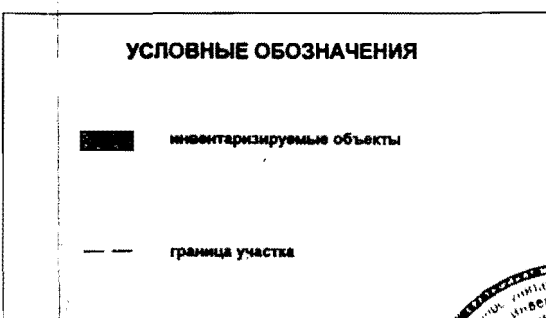 УСЛОВНЫЕ ОБОЗНАЧЕНИЯ
инвентаризируемые объекты
граница участка